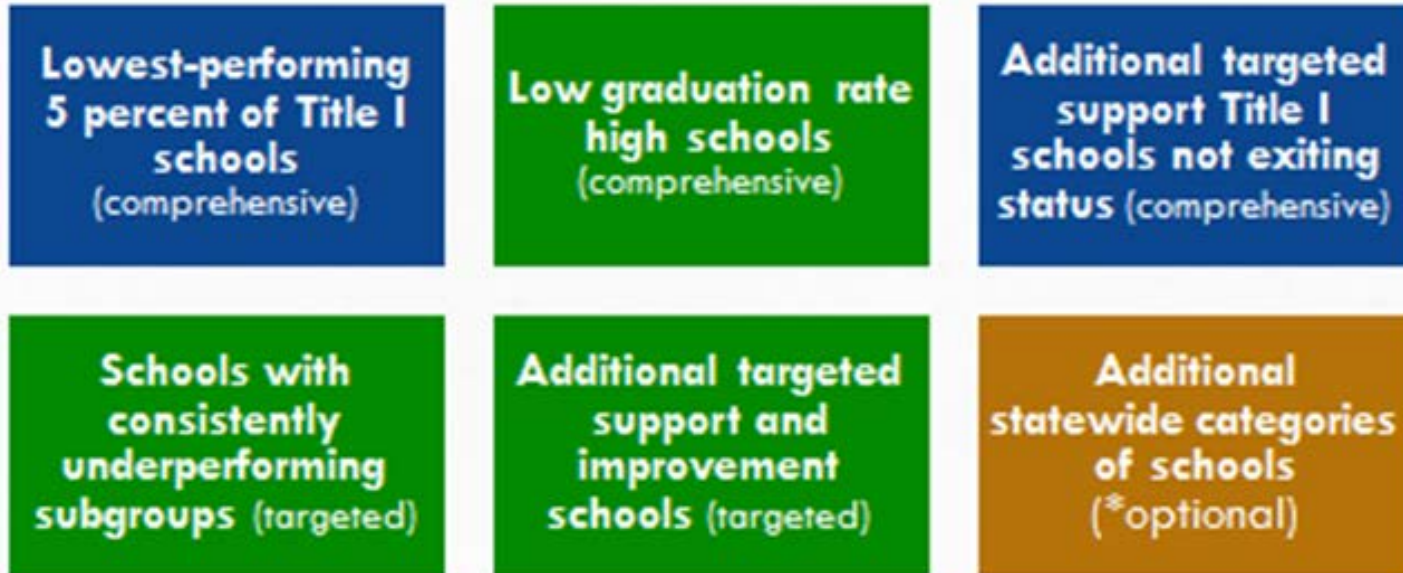 Lowest-performing
5 percent of Title I
schools
(comprehensive)
Low graduation rate
high schools
(comprehensive)
Additional targeted
support Title I
schools not exiting
status (comprehensive)
Schools with
consistently
underperforming
subgroups (targeted)
Additional targeted
support and
improvement
schools (targeted)
Additional
statewide categories
of schools
(*optional)